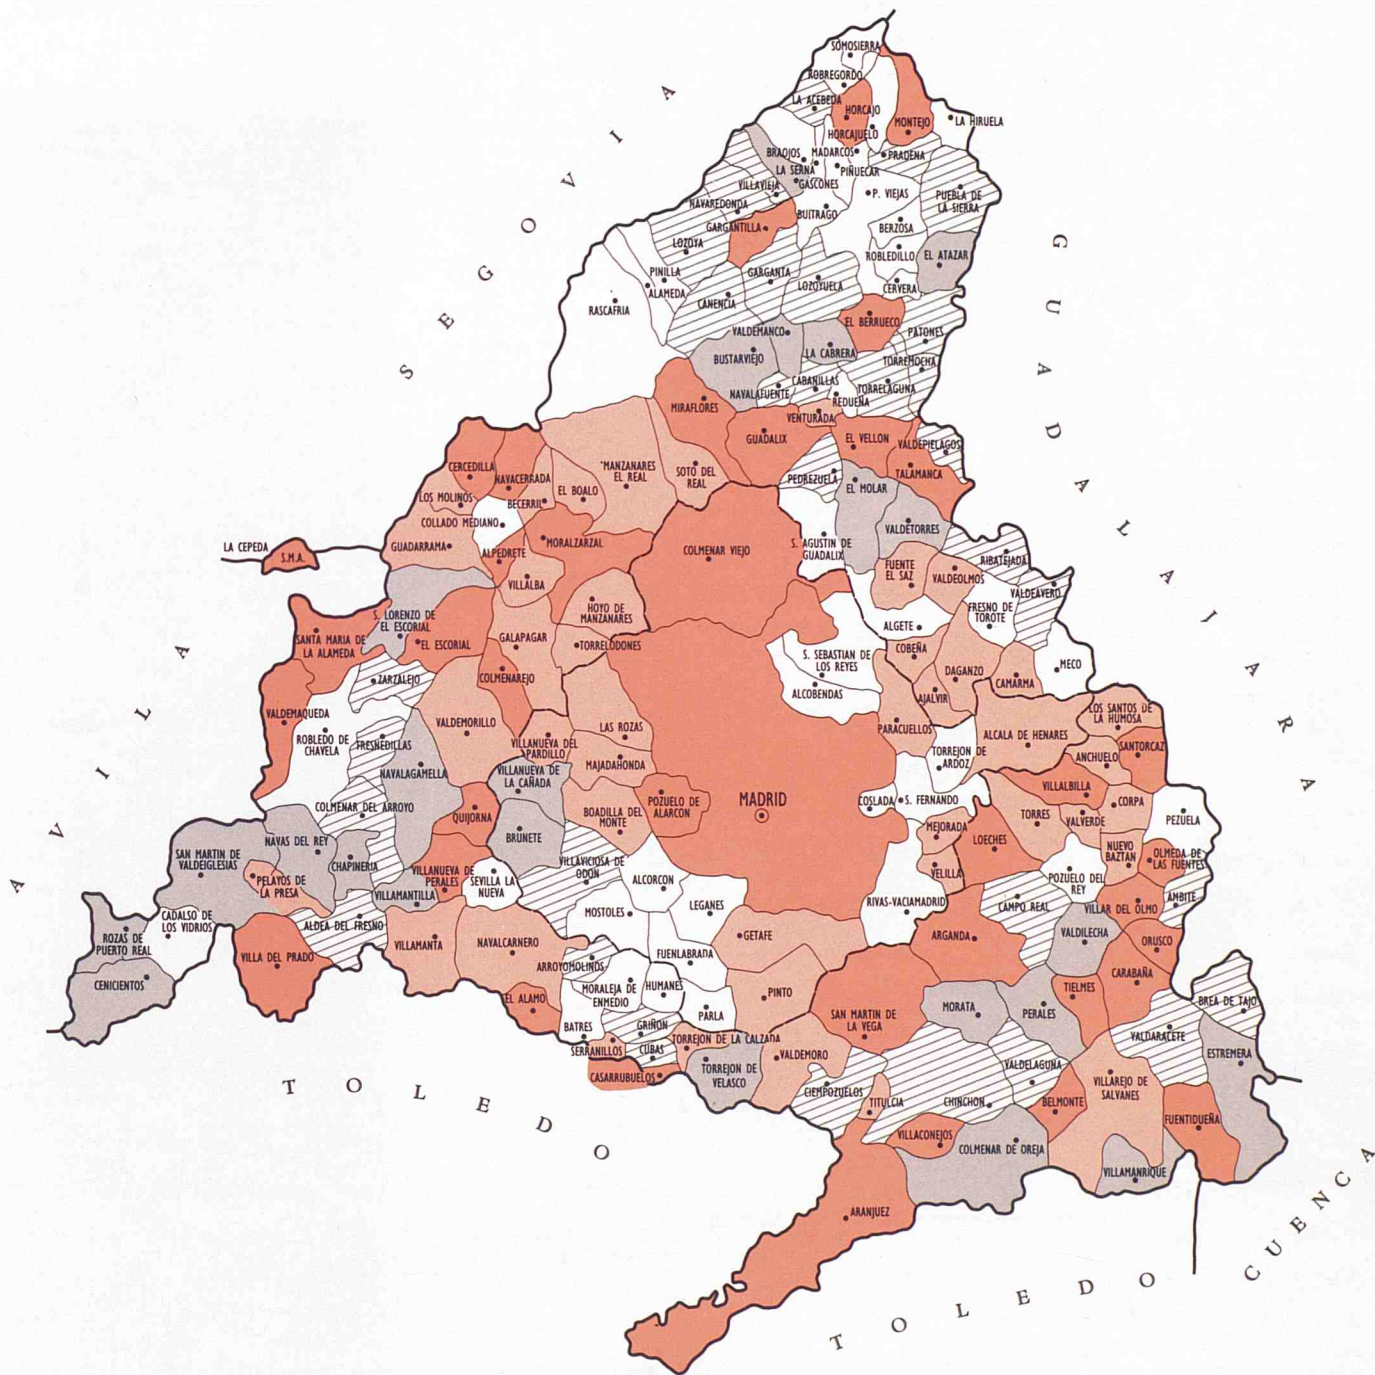 SOMOSIERRA
ROBREGORDO
LA ACEBEDA
HORCAJO
MONTEJO
LA HIRUELA
HORCAJUELO
BRAOJOS
MADARCOS
PRADENA
LA SERNA
PIÑUECAR
VILLAVIEJA
GASCONES
P. VIEJAS
PUEBLA DE
LA SIERRA
NAVAREDONDA
BUITRAGO
GARGANTILLA
BERZOSA
LOZOYA
ROBLEDILLO
EL ATAZAR
PINILLA
GARGANTA
ALAMEDA
LOZOYUELA
CERVERA
RASCAFRIA
CANENCIA
EL BERRUECO
VALDEMANCO
PATONES
BUSTARVIEJO
LA CABRERA
TORREMOCHA
CABANILLAS
TORRELAGUNA
NAVALAFUENTE
REDUEÑA
MIRAFLORES
VENTURADA
GUADALIX
EL VELLON
VALDEPIELAGOS
CERCEDILLA
MANZANARES
EL REAL
SOTO DEL
REAL
TALAMANCA
NAVACERRADA
PEDREZUELA
EL MOLAR
LOS MOLINOS
EL BOALO
BECERRIL
COLLADO MEDIANO
VALDETORRES
GUADARRAMA
MORALZARZAL
COLMENAR VIEJO
S. AGUSTIN DE
GUADALIX
LA CEPEDA
S.M.A.
ALPEDRETE
RIBATEJADA
FUENTE
EL SAZ
VALDEOLMOS
VILLALBA
VALDEAVERO
HOYO DE
MANZANARES
FRESNO DE
TOROTE
S. LORENZO DE
EL ESCORIAL
ALGETE
SANTA MARIA DE
LA ALAMEDA
EL ESCORIAL
GALAPAGAR
TORRELODONES
COBEÑA
S. SEBASTIAN DE
LOS REYES
MECO
ZARZALEJO
COLMENAREJO
DAGANZO
CAMARMA
ALCOBENDAS
AJALVIR
VALDEMAQUEDA
VALDEMORILLO
LAS ROZAS
PARACUELLOS
LOS SANTOS DE
LA HUMOSA
ROBLEDO DE
CHAVELA
FRESNEDILLAS
VILLANUEVA DEL
PARDILLO
ALCALA DE HENARES
SANTORCAZ
TORREJON DE
ARDOZ
ANCHUELO
MAJADAHONDA
NAVALAGAMELLA
VILLANUEVA DE
LA CAÑADA
VILLALBILLA
MADRID
POZUELO DE
ALARCON
COSLADA
S. FERNANDO
CORPA
COLMENAR DEL ARROYO
QUIJORNA
BOADILLA DEL
MONTE
TORRES
VALVERDE
PEZUELA
BRUNETE
MEJORADA
LOECHES
NAVAS DEL REY
NUEVO
BAZTAN
OLMEDA DE
LAS FUENTES
SAN MARTIN DE
VALDEIGLESIAS
CHAPINERIA
VILLAVICIOSA DE
ODON
VELILLA
POZUELO DEL
REY
PELAYOS DE
LA PRESA
VILLANUEVA DE
PERALES
SEVILLA LA
NUEVA
ALCORCON
VILLAMANTILLA
RIVAS-VACIAMADRID
CAMPO REAL
VILLAR DEL OLMO
AMBITE
CADALSO DE
LOS VIDRIOS
ALDEA DEL FRESNO
MOSTOLES
LEGANES
ROZAS DE
PUERTO REAL
VILLAMANTA
NAVALCARNERO
GETAFE
ARGANDA
VALDILECHA
ORUSCO
VILLA DEL PRADO
FUENLABRADA
ARROYOMOLINOS
CARABAÑA
CENICIENTOS
MORALEJA DE
ENMEDIO
HUMANES
PINTO
TIELMES
EL ALAMO
PARLA
SAN MARTIN DE
LA VEGA
MORATA
PERALES
BREA DE TAJO
BATRES
GRIÑON
VALDARACETE
TORREJON DE LA CALZADA
SERRANILLOS
CUBAS
VALDEMORO
VALDELAGUNA
ESTREMERA
CASARRUBUELOS
TORREJON DE
VELASCO
CIEMPOZUELOS
VILLAREJO DE
SALVANES
TITULCIA
CHINCHON
BELMONTE
FUENTIDUEÑA
VILLACONEJOS
COLMENAR DE OREJA
VILLAMANRIQUE
ARANJUEZ
SEGOVIA
GUADALAJARA
AVILA
TOLEDO
TOLEDO
CUENCA